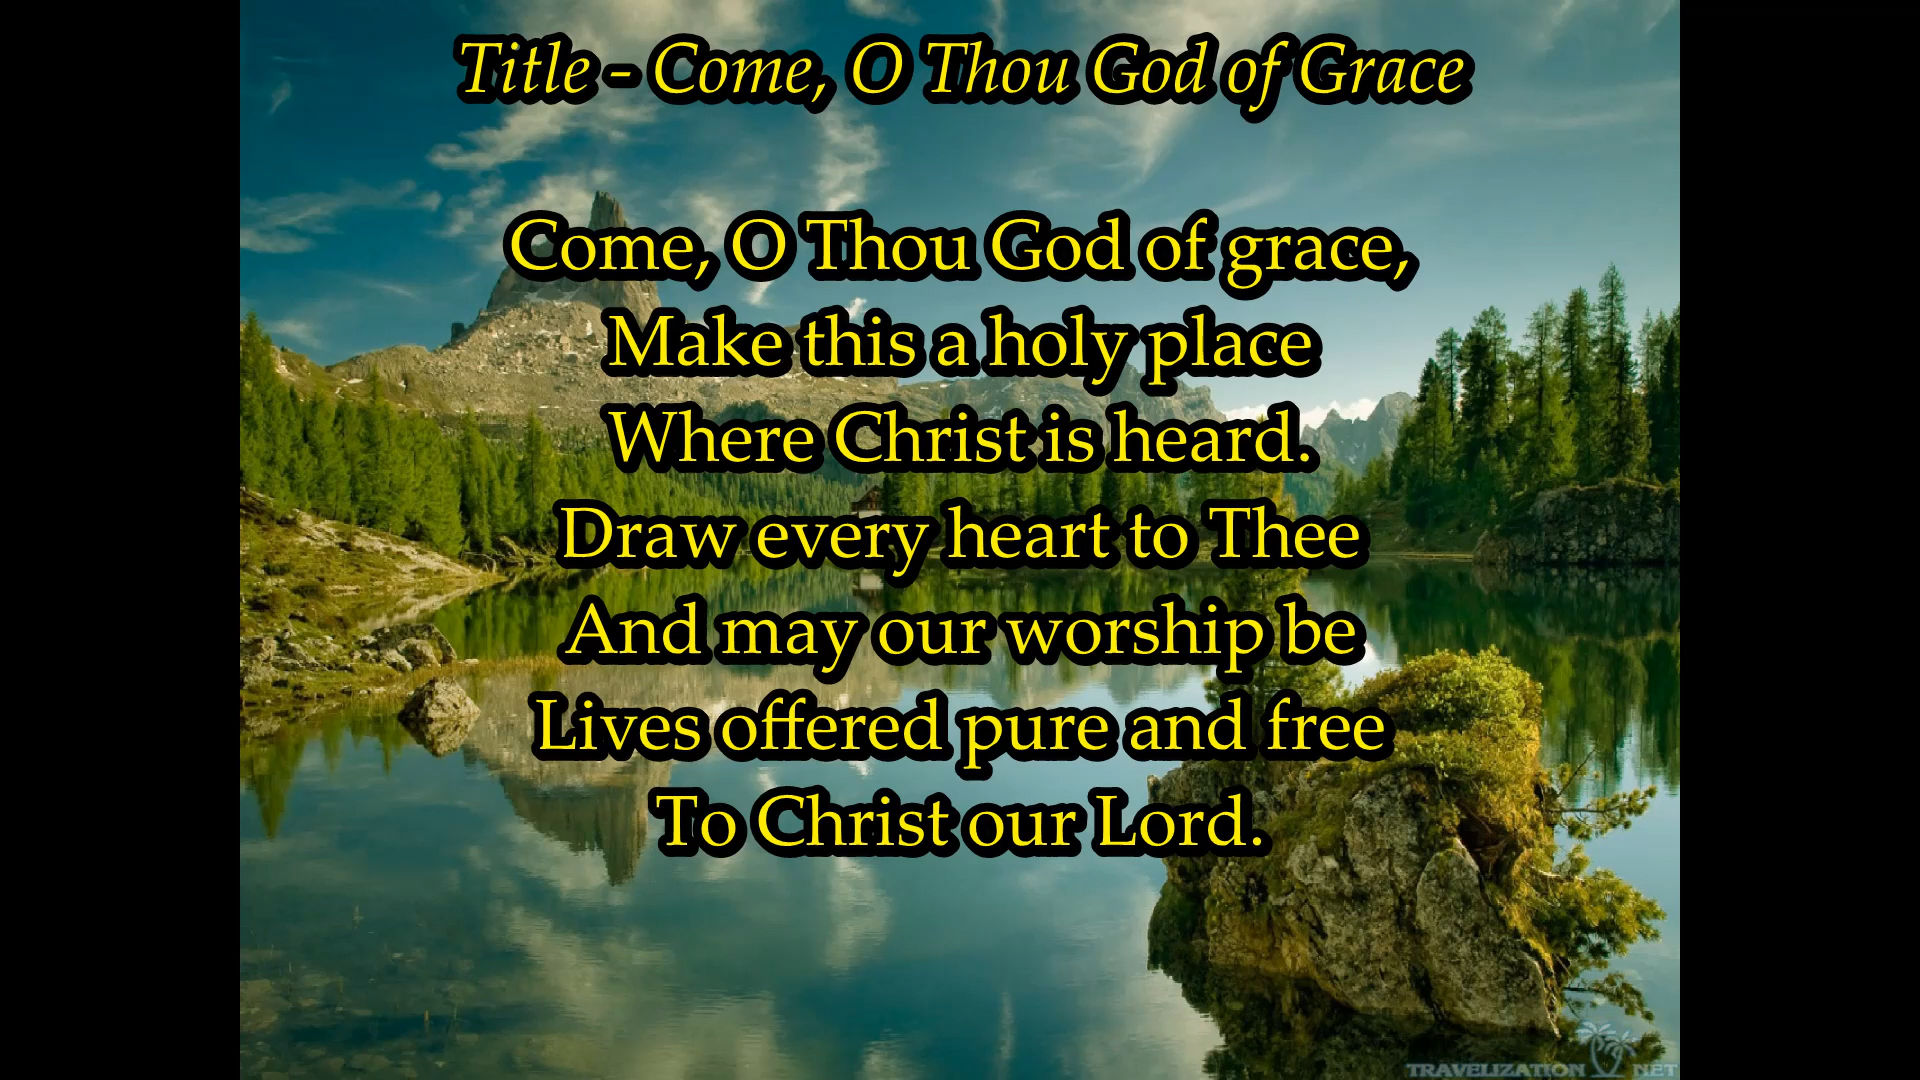 Title - Come, O Thou God of Grace
Come, O Thou God of grace,
Make this a holy place
Where Christ is heard.
Draw every heart to Thee
And may our worship be
Lives offered pure and free
To Christ our Lord.
TRAVELIZATION NET